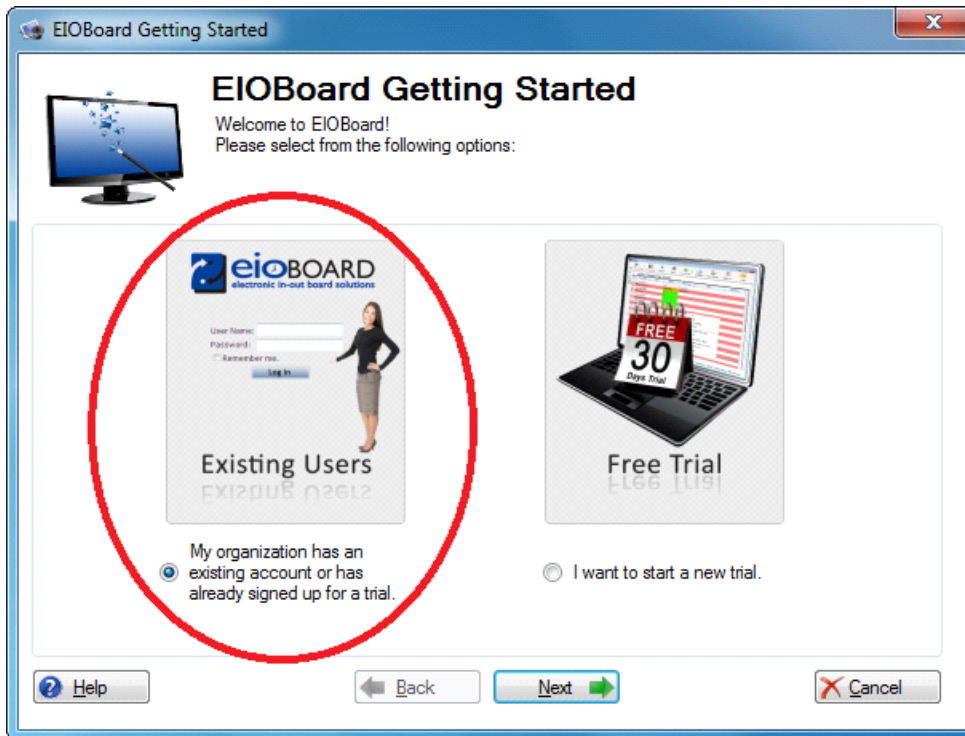 EIOBoard Getting Started
EIOBoard Getting Started
Welcome to EIOBoard!
Please select from the following options:
eioBOARD
electronic in-out board solutions
User Name:
Password:
Remember me.
Log In
Existing Users
FREE
30
Days Trial
Free Trial
My organization has an
existing account or has
already signed up for a trial.
I want to start a new trial.
Help
Back
Next
Cancel